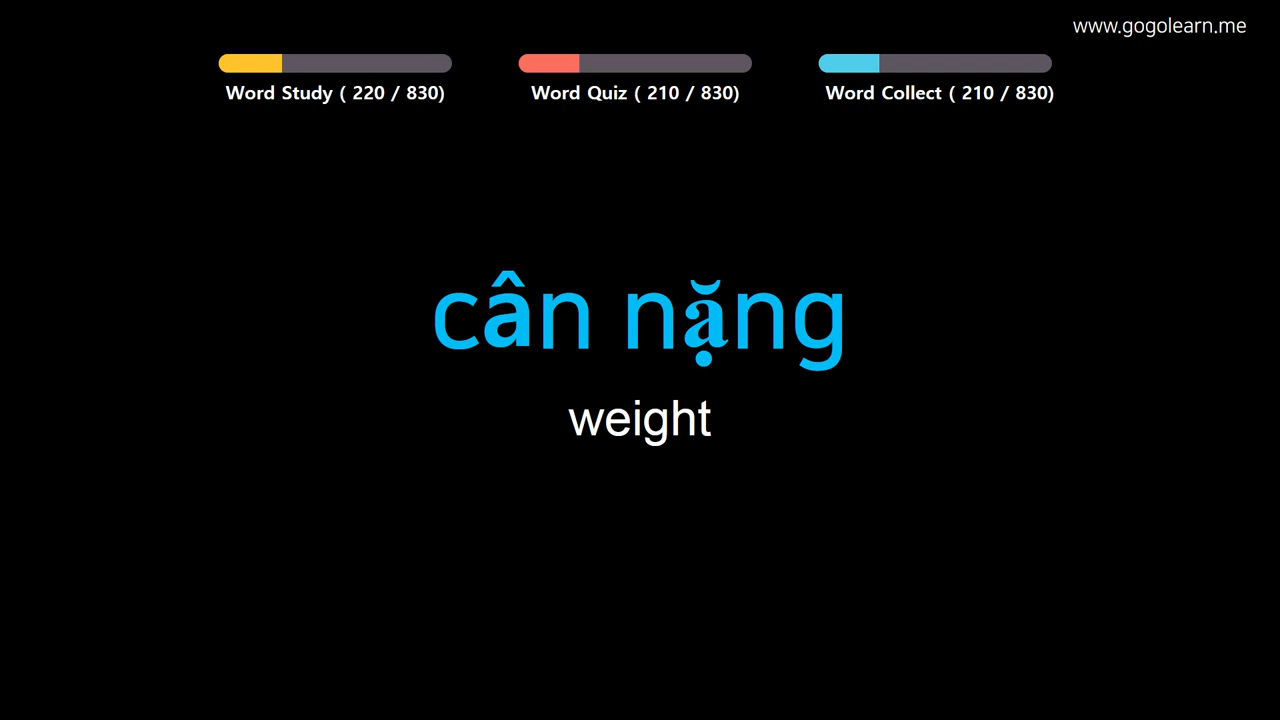 www.gogolearn.me
Word Study ( 220 / 830)
Word Quiz ( 210 / 830)
Word Collect ( 210 / 830)
cân nặng
weight